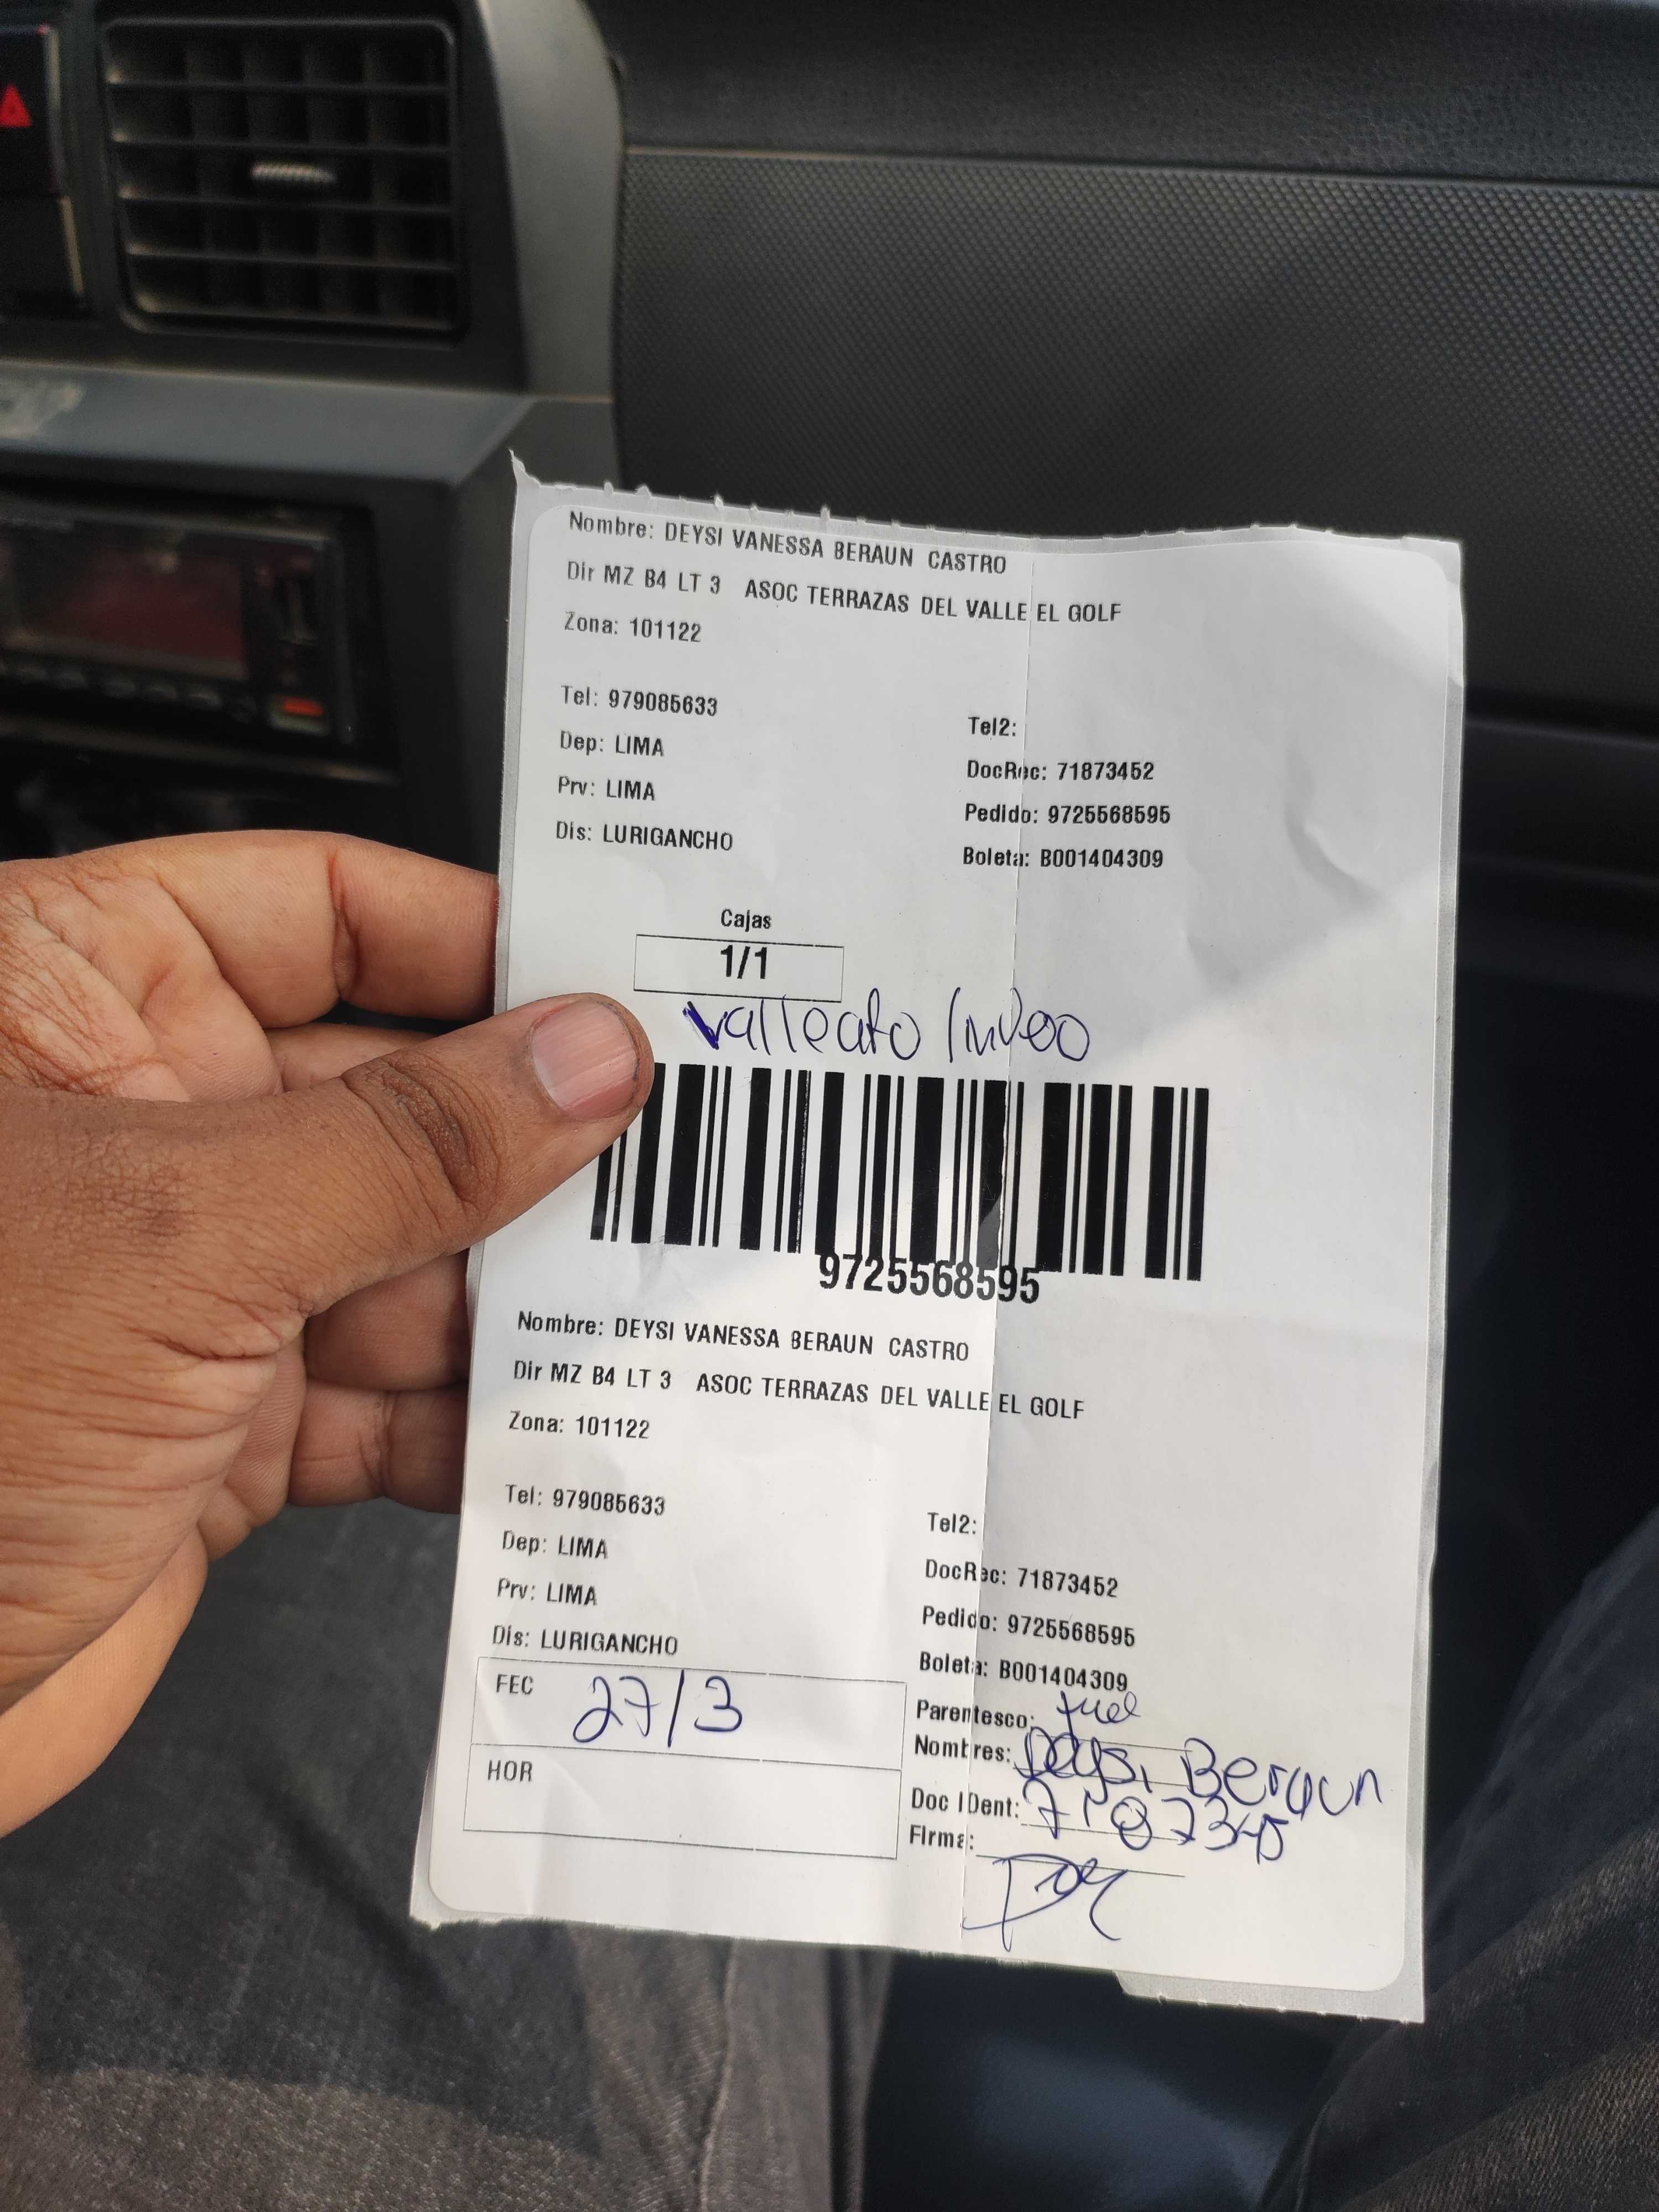 Nombre: DEYSI VANESSA BERAUN CASTRO
Dir MZ B4 LT 3 ASOC TERRAZAS DEL VALLE EL GOLF
Zona: 101122
Tel: 979085633
Tel2:
Dep: LIMA
DocRec: 71873452
Prv: LIMA
Pedido: 9725568595
Dis: LURIGANCHO
Boleta: B001404309
Cajas
1/1
9725568595
Nombre: DEYSI VANESSA BERAUN CASTRO
Dir MZ B4 LT 3 ASOC TERRAZAS DEL VALLE EL GOLF
Zona: 101122
Tel: 979085633
Tel2:
Dep: LIMA
DocRec: 71873452
Prv: LIMA
Pedido: 9725568595
Dis: LURIGANCHO
Boleta: B001404309
FEC 27/3
Parentesco:
Nombres: Deysi Beraun
HOR
Doc IDent:
Firma: